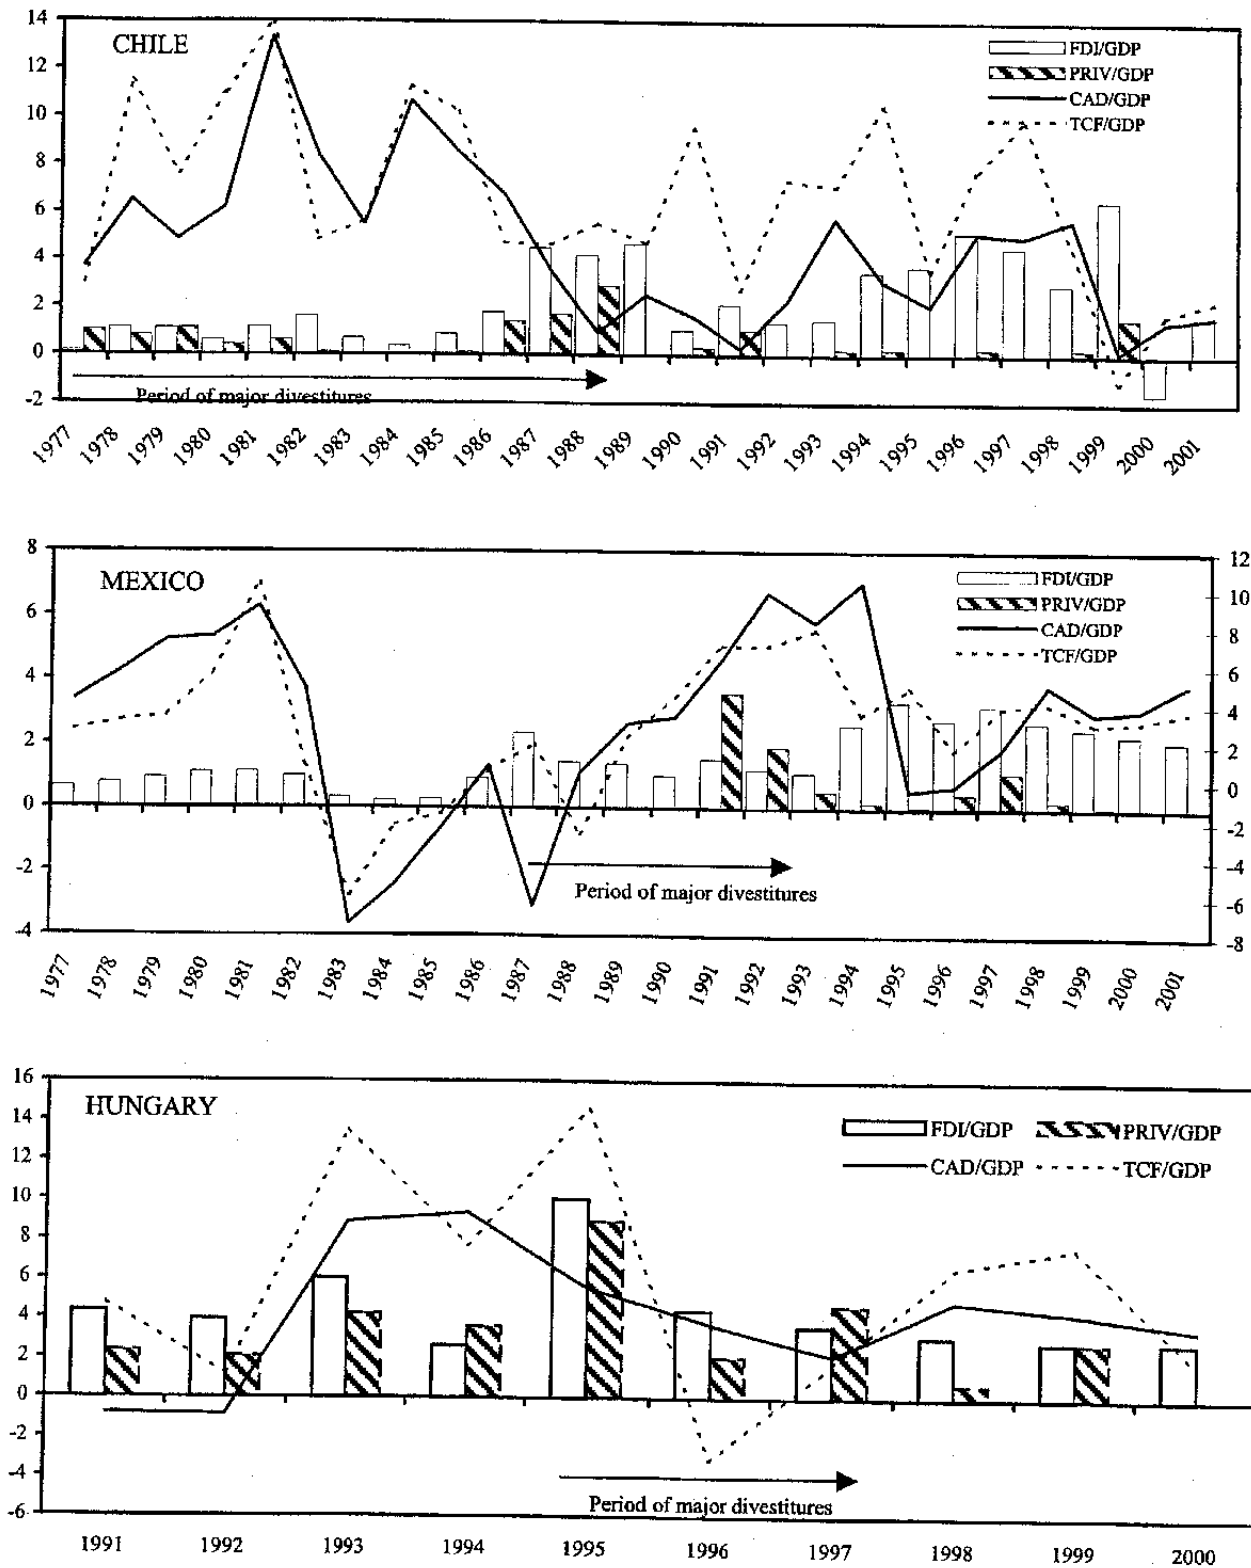 14
12
10
8
6
4
2
0
-2
CHILE
FDI/GDP
PRIV/GDP
CAD/GDP
TCF/GDP
Period of major divestitures
1977 1978 1979 1980 1981 1982 1983 1984 1985 1986 1987 1988 1989 1990 1991 1992 1993 1994 1995 1996 1997 1998 1999 2000 2001
8
6
4
2
0
-2
-4
MEXICO
FDI/GDP
PRIV/GDP
CAD/GDP
TCF/GDP
12
10
8
6
4
2
0
-2
-4
-6
-8
Period of major divestitures
1977 1978 1979 1980 1981 1982 1983 1984 1985 1986 1987 1988 1989 1990 1991 1992 1993 1994 1995 1996 1997 1998 1999 2000 2001
16
14
12
10
8
6
4
2
0
-2
-4
-6
HUNGARY
FDI/GDP PRIV/GDP
CAD/GDP TCF/GDP
Period of major divestitures
1991 1992 1993 1994 1995 1996 1997 1998 1999 2000